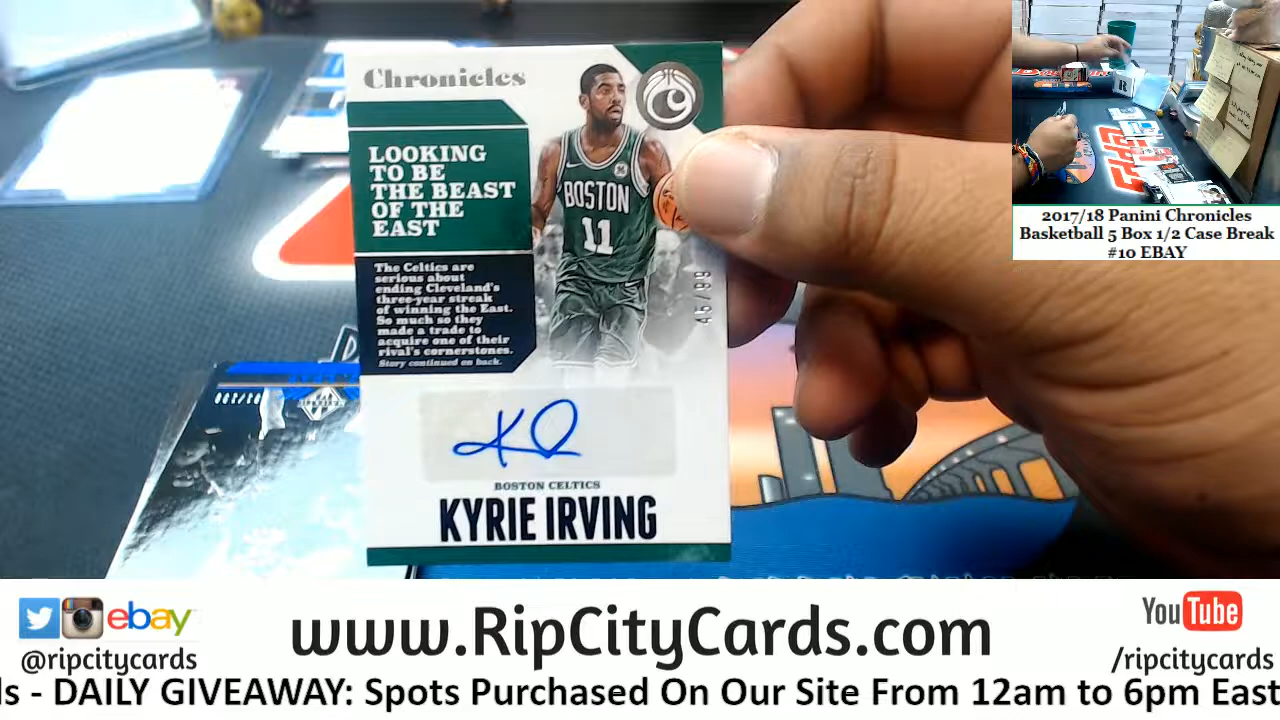 Chronicles
LOOKING
TO BE
THE BEAST
OF THE
EAST
The Celtics are
serious about
ending Cleveland's
three-year streak
of winning the East.
So much so they
made a trade to
acquire one of their
rival's cornerstones.
Story continued on back.
BOSTON
11
45/99
BOSTON CELTICS
KYRIE IRVING
2017/18 Panini Chronicles
Basketball 5 Box 1/2 Case Break
#10 EBAY
ebay
@ripcitycards
www.RipCityCards.com
YouTube
/ripcitycards
ls - DAILY GIVEAWAY: Spots Purchased On Our Site From 12am to 6pm East